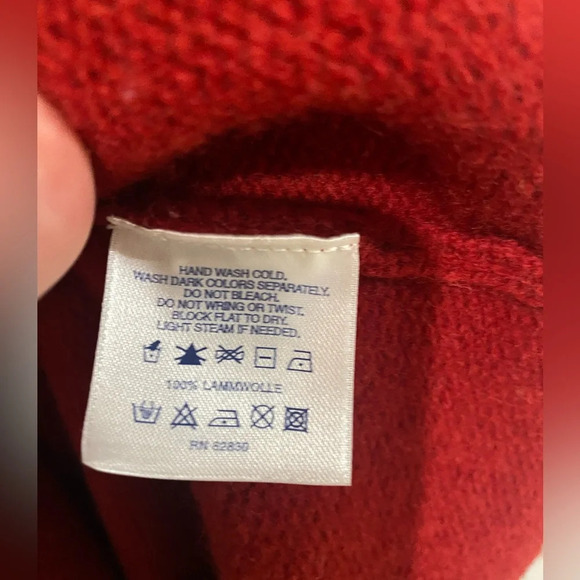 HAND WASH COLD.
WASH DARK COLORS SEPARATELY.
DO NOT BLEACH.
DO NOT WRING OR TWIST.
BLOCK FLAT TO DRY.
LIGHT STEAM IF NEEDED.
100% LAMMWOLLE
RN 62830